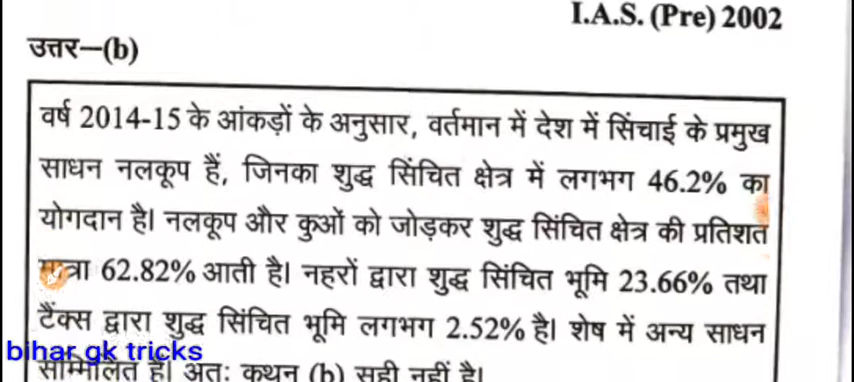 I.A.S. (Pre) 2002
उत्तर—(b)
वर्ष 2014-15 के आंकड़ों के अनुसार, वर्तमान में देश में सिंचाई के प्रमुख
साधन नलकूप हैं, जिनका शुद्ध सिंचित क्षेत्र में लगभग 46.2% का
योगदान है। नलकूप और कुओं को जोड़कर शुद्ध सिंचित क्षेत्र की प्रतिशत
मात्रा 62.82% आती है। नहरों द्वारा शुद्ध सिंचित भूमि 23.66% तथा
टैंक्स द्वारा शुद्ध सिंचित भूमि लगभग 2.52% है। शेष में अन्य साधन
bihar gk tricks
सम्मिलित हैं। अतः कथन (b) सही नहीं है।